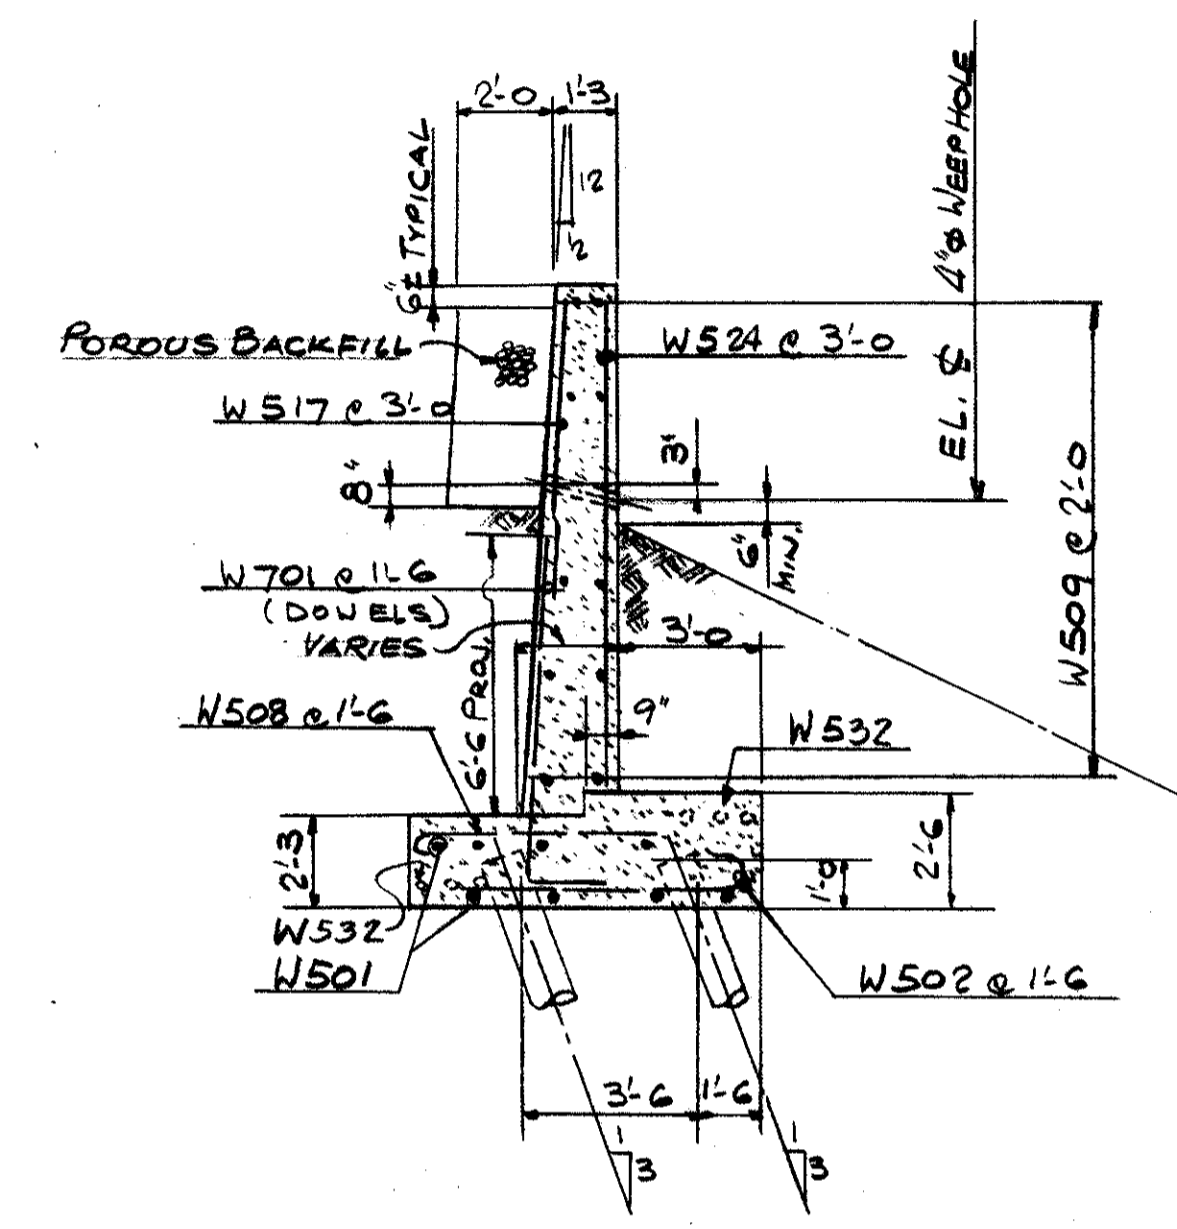 2'-0 1'-3
6"± TYPICAL
12
1/2
4"ø WEEPHOLE
EL. ℄
POROUS BACKFILL
W524 @ 3'-0
W517 @ 3'-0
3"
8"
6" MIN.
W509 @ 2'-0
W701 @ 1'-6
(DOWELS)
VARIES
3'-0
6'-6 PROJ.
W508 @ 1'-6
9"
W532
2'-3
2'-6
1'-0
W532
W501
W502 @ 1'-6
3'-6 1'-6
1
3
1
3